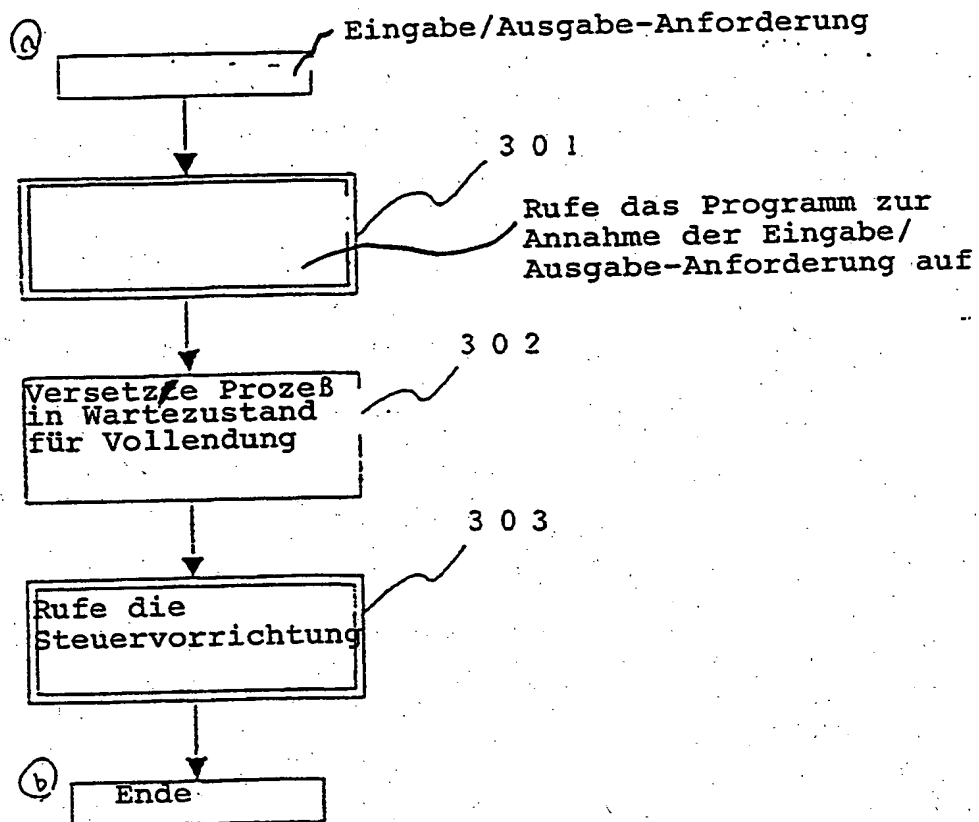 a
Eingabe/Ausgabe-Anforderung
301
Rufe das Programm zur
Annahme der Eingabe/
Ausgabe-Anforderung auf
302
Versetze Prozeß
in Wartezustand
für Vollendung
303
Rufe die
Steuervorrichtung
b
Ende